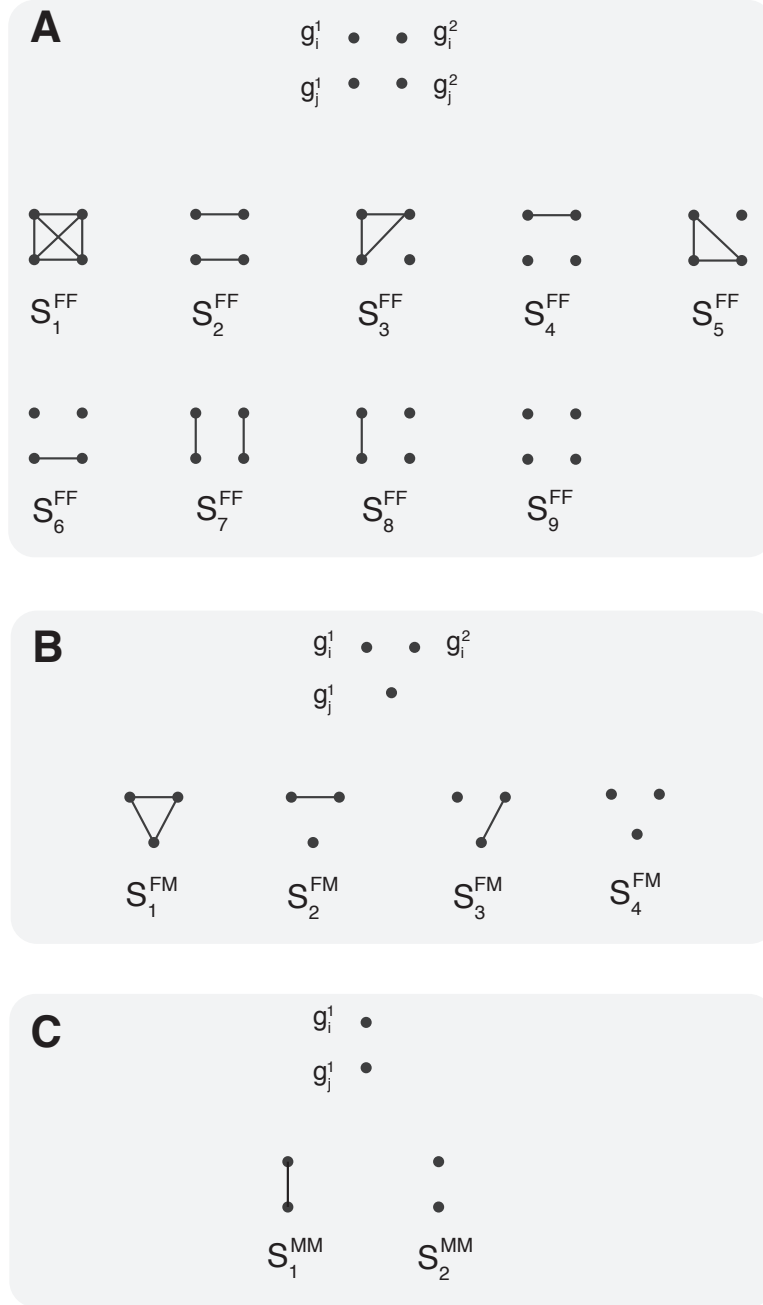 A
g_i^1 g_i^2
g_j^1 g_j^2
S_1^FF S_2^FF S_3^FF S_4^FF S_5^FF
S_6^FF S_7^FF S_8^FF S_9^FF
B
g_i^1 g_i^2
g_j^1
S_1^FM S_2^FM S_3^FM S_4^FM
C
g_i^1
g_j^1
S_1^MM S_2^MM